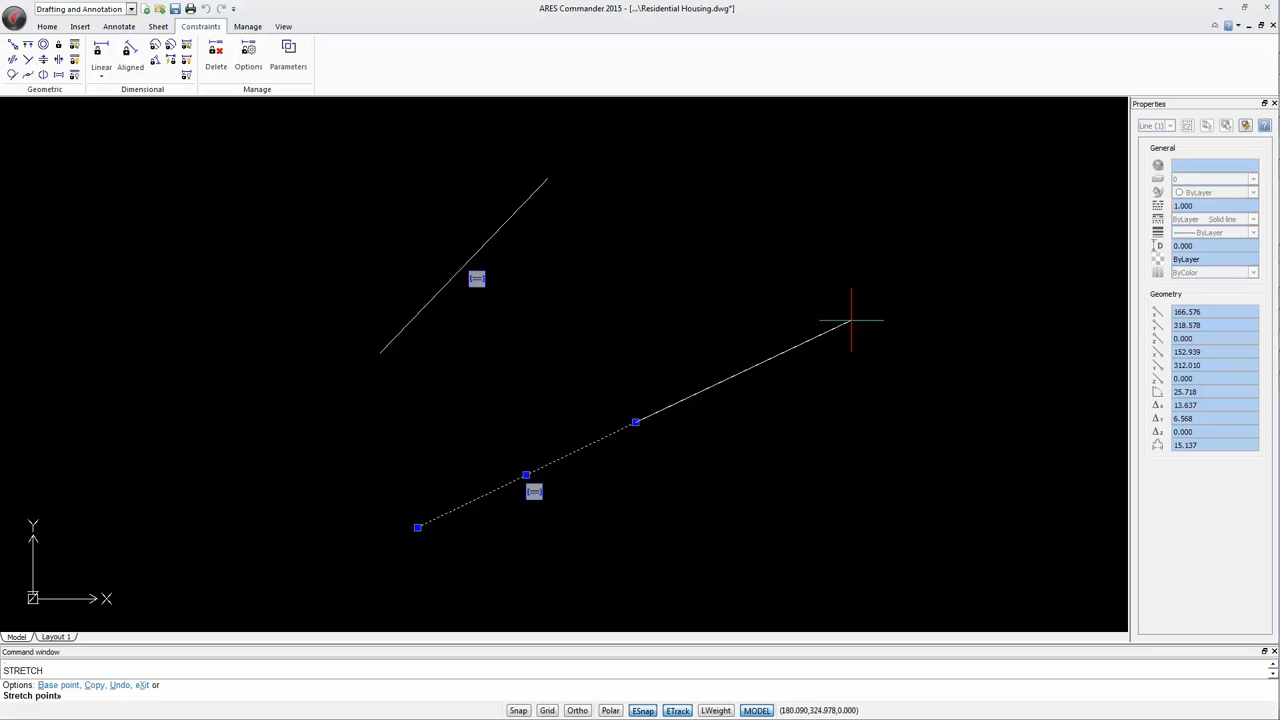 Drafting and Annotation
ARES Commander 2015 - [...\Residential Housing.dwg*]
Home Insert Annotate Sheet Constraints Manage View
Linear Aligned Delete Options Parameters
Geometric Dimensional Manage
Properties
Line (1)
General
0
ByLayer
1.000
ByLayer Solid line
ByLayer
0.000
ByLayer
ByColor
Geometry
166.576
318.578
0.000
152.939
312.010
0.000
25.718
13.637
6.568
0.000
15.137
Y
X
Model Layout 1
Command window
STRETCH
Options: Base point, Copy, Undo, eXit or
Stretch point»
Snap Grid Ortho Polar ESnap ETrack LWeight MODEL (180.090,324.978,0.000)